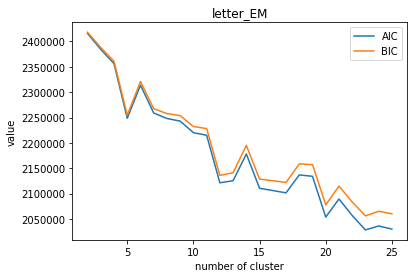 letter_EM
AIC
BIC
value
2400000
2350000
2300000
2250000
2200000
2150000
2100000
2050000
5 10 15 20 25
number of cluster